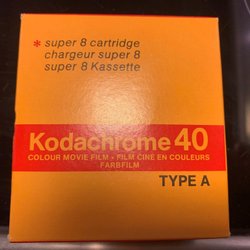 * super 8 cartridge
chargeur super 8
super 8 Kassette
Kodachrome 40
COLOUR MOVIE FILM • FILM CINÉ EN COULEURS
FARBFILM
TYPE A